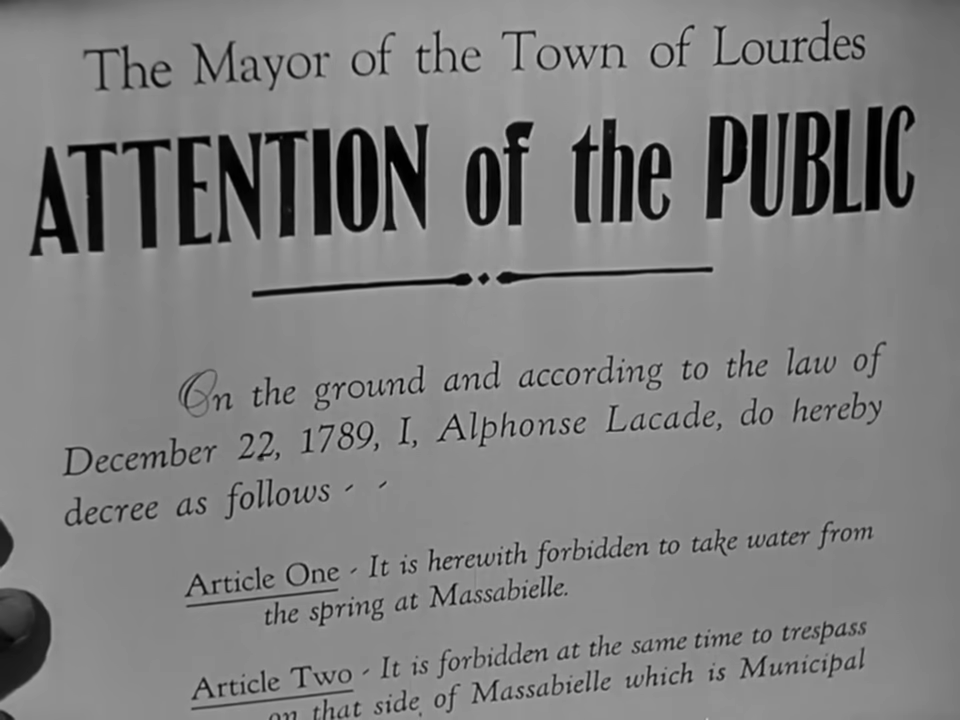 The Mayor of the Town of Lourdes
ATTENTION of the PUBLIC
On the ground and according to the law of
December 22, 1789, I, Alphonse Lacade, do hereby
decree as follows - -
Article One - It is herewith forbidden to take water from
the spring at Massabielle.
Article Two - It is forbidden at the same time to trespass
on that side of Massabielle which is Municipal